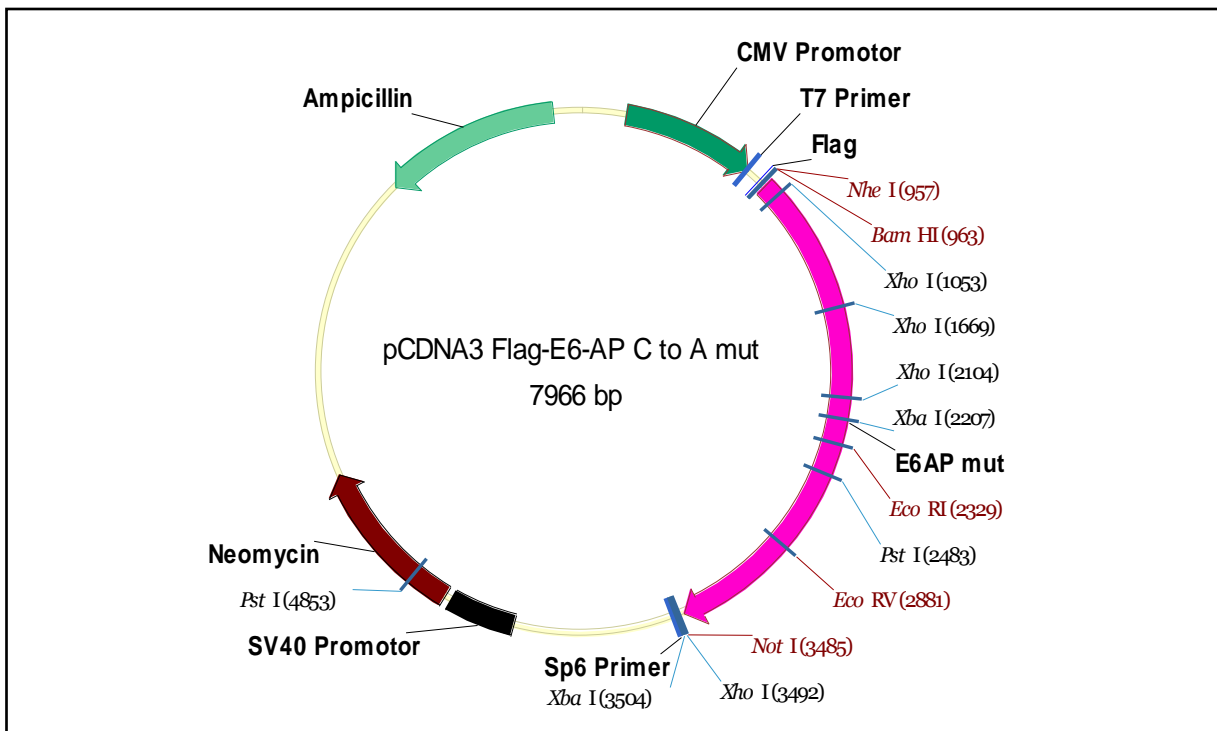 CMV Promotor
Ampicillin
T7 Primer
Flag
Nhe I(957)
Bam HI(963)
Xho I(1053)
Xho I(1669)
pCDNA3 Flag-E6-AP C to A mut
7966 bp
Xho I(2104)
Xba I(2207)
E6AP mut
Eco RI(2329)
Pst I(2483)
Neomycin
Pst I(4853)
Eco RV(2881)
SV40 Promotor
Not I(3485)
Sp6 Primer
Xba I(3504)
Xho I(3492)